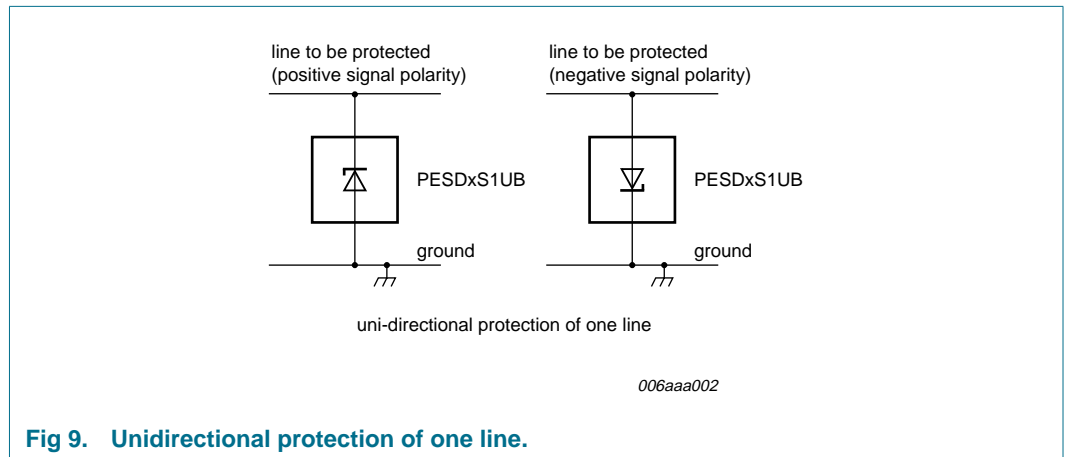 line to be protected
(positive signal polarity)
line to be protected
(negative signal polarity)
PESDxS1UB
PESDxS1UB
ground
ground
uni-directional protection of one line
006aaa002
Fig 9. Unidirectional protection of one line.